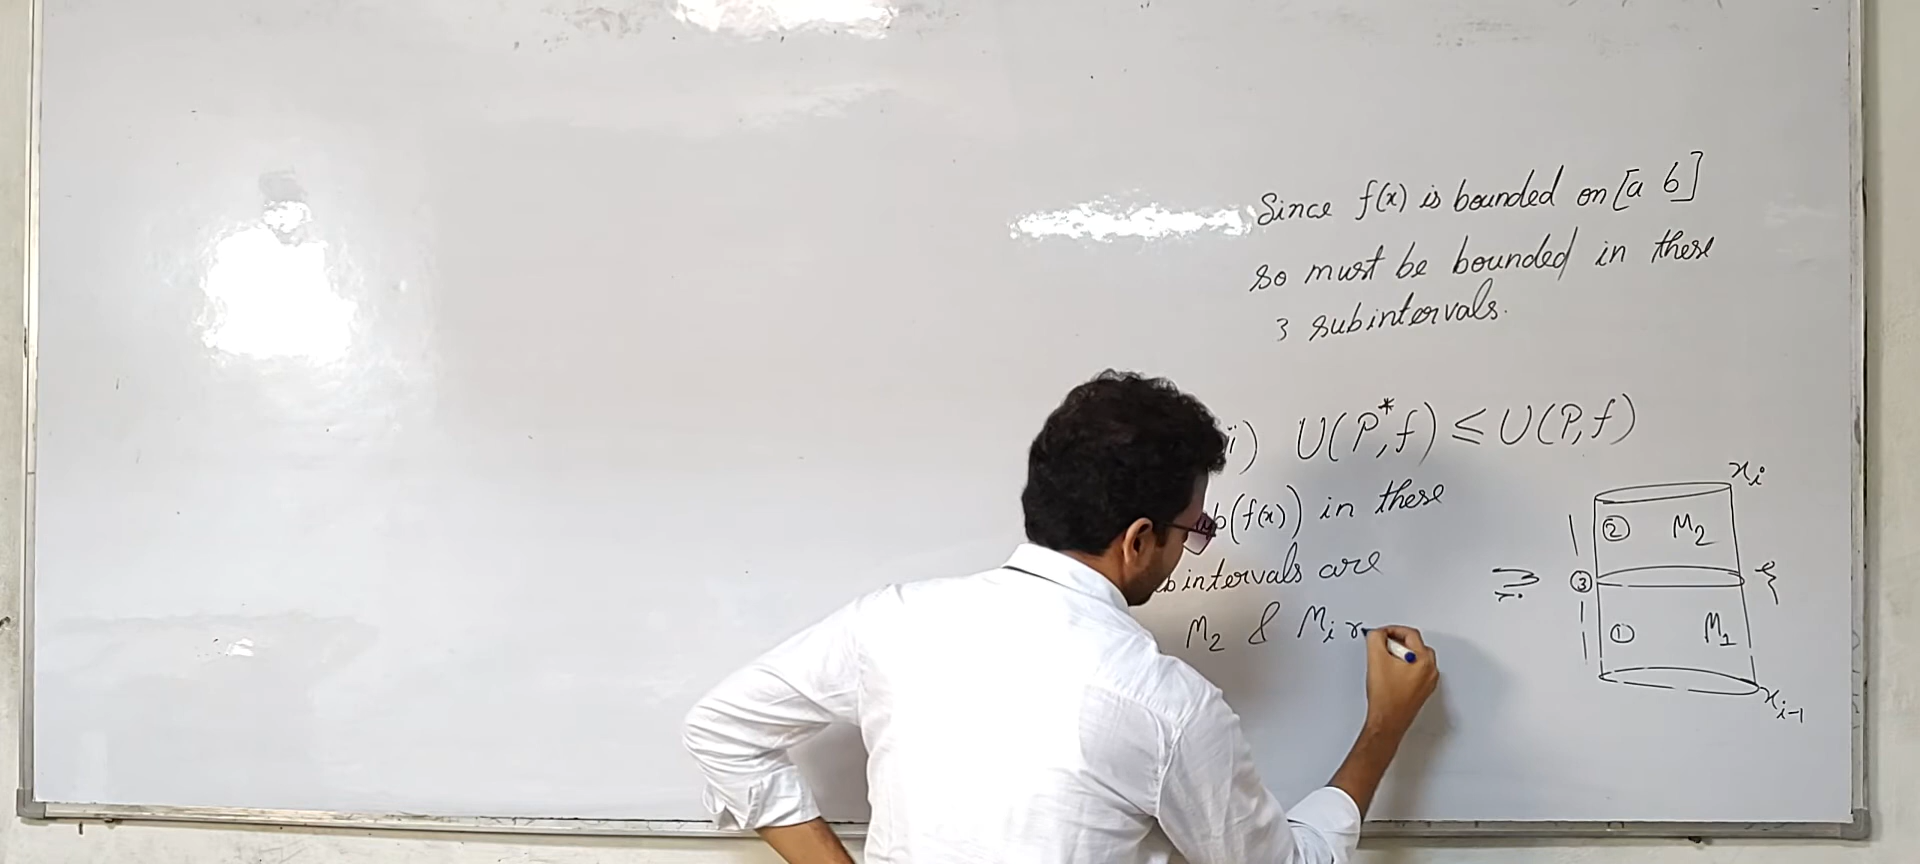 Since f(x) is bounded on [a b]
so must be bounded in these
3 subintervals.
ii) U(P*,f) ≤ U(P,f)
(f(x)) in these
intervals are
M2 & Mi r
xi
② M2
③ ξ
① M1
xi-1